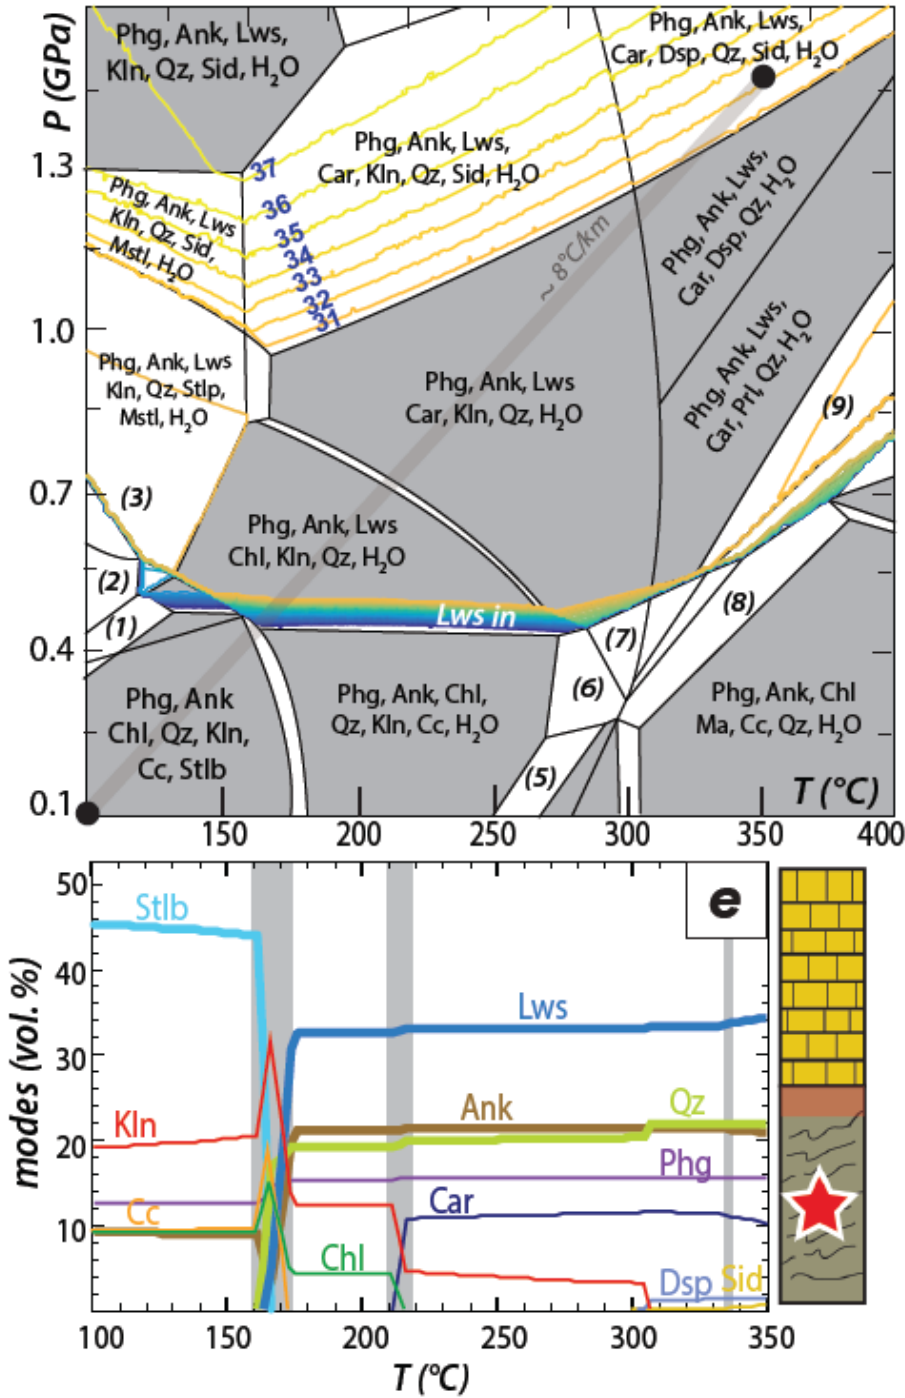 P (GPa)
Phg, Ank, Lws,
Kln, Qz, Sid, H2O
Phg, Ank, Lws,
Car, Dsp, Qz, Sid, H2O
Phg, Ank, Lws,
Car, Kln, Qz, Sid, H2O
1.3
37
36
35
34
33
32
31
Phg, Ank, Lws
Kln, Qz, Sid,
Mstl, H2O
~ 8°C/km
Phg, Ank, Lws,
Car, Dsp, Qz, H2O
1.0
Phg, Ank, Lws
Kln, Qz, Stlp,
Mstl, H2O
Phg, Ank, Lws
Car, Kln, Qz, H2O
Phg, Ank, Lws,
Car, Prl, Qz, H2O
(9)
0.7
(3)
Phg, Ank, Lws
Chl, Kln, Qz, H2O
(2)
(1)
Lws in
(7)
(8)
0.4
(6)
Phg, Ank
Chl, Qz, Kln,
Cc, Stlb
Phg, Ank, Chl,
Qz, Kln, Cc, H2O
Phg, Ank, Chl
Ma, Cc, Qz, H2O
(5)
0.1
T (°C)
150
200
250
300
350
400
modes (vol. %)
50
40
30
20
10
e
Stlb
Lws
Kln
Ank
Qz
Phg
Cc
Car
Chl
Dsp
Sid
100
150
200
250
300
350
T (°C)